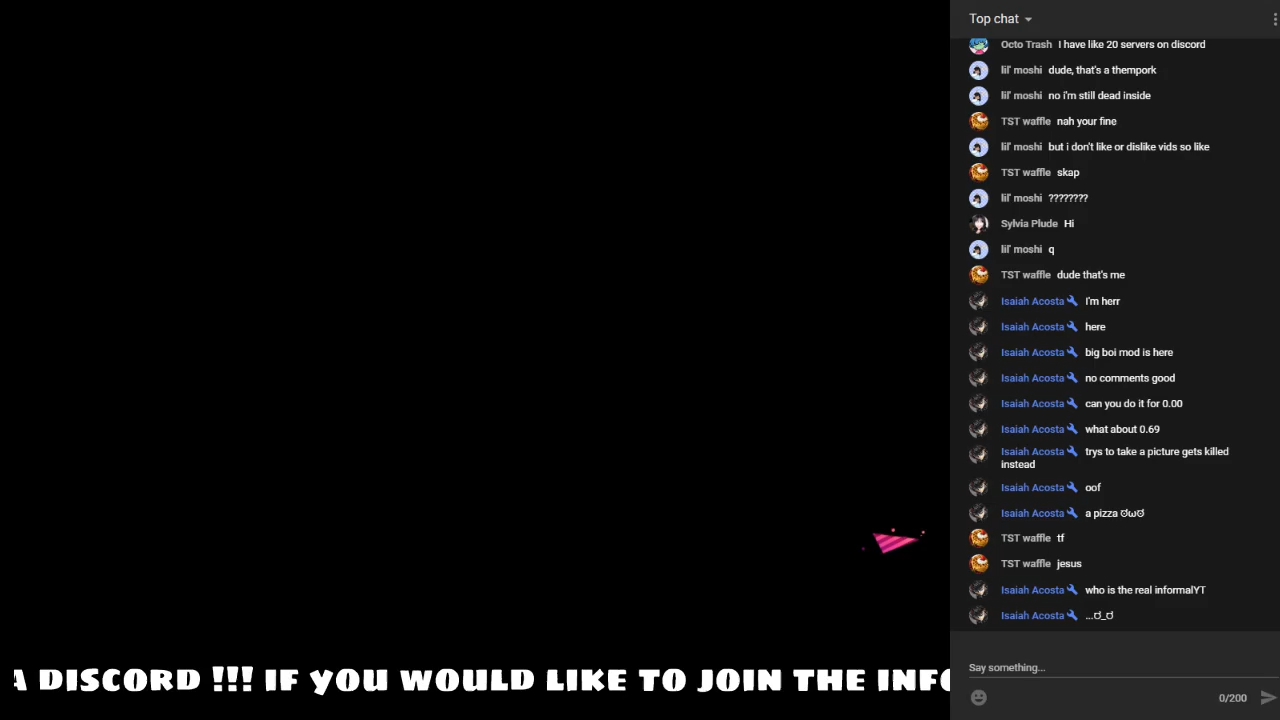 Top chat
Octo Trash I have like 20 servers on discord
lil' moshi dude, that's a thempork
lil' moshi no i'm still dead inside
TST waffle nah your fine
lil' moshi but i don't like or dislike vids so like
TST waffle skap
lil' moshi ????????
Sylvia Plude Hi
lil' moshi q
TST waffle dude that's me
Isaiah Acosta I'm herr
Isaiah Acosta here
Isaiah Acosta big boi mod is here
Isaiah Acosta no comments good
Isaiah Acosta can you do it for 0.00
Isaiah Acosta what about 0.69
Isaiah Acosta trys to take a picture gets killed
instead
Isaiah Acosta oof
Isaiah Acosta a pizza ಠωಠ
TST waffle tf
TST waffle jesus
Isaiah Acosta who is the real informalYT
Isaiah Acosta ...ಠ_ಠ
A DISCORD !!! IF YOU WOULD LIKE TO JOIN THE INFO
Say something...
0/200